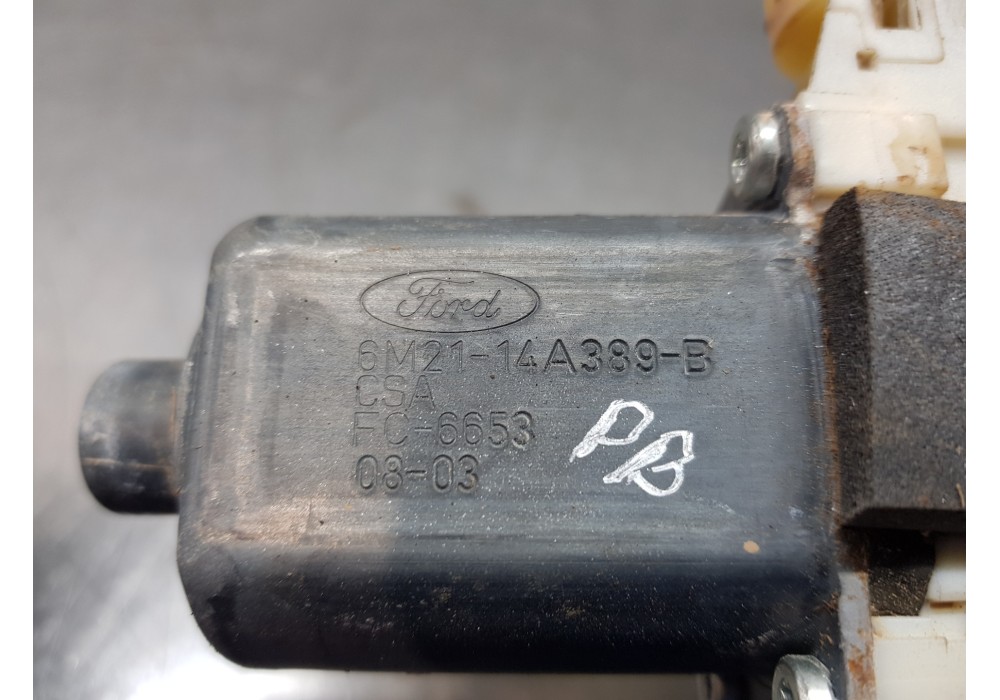 Ford
6M21-14A389-B
CSA
FC-6653
08-03
PB